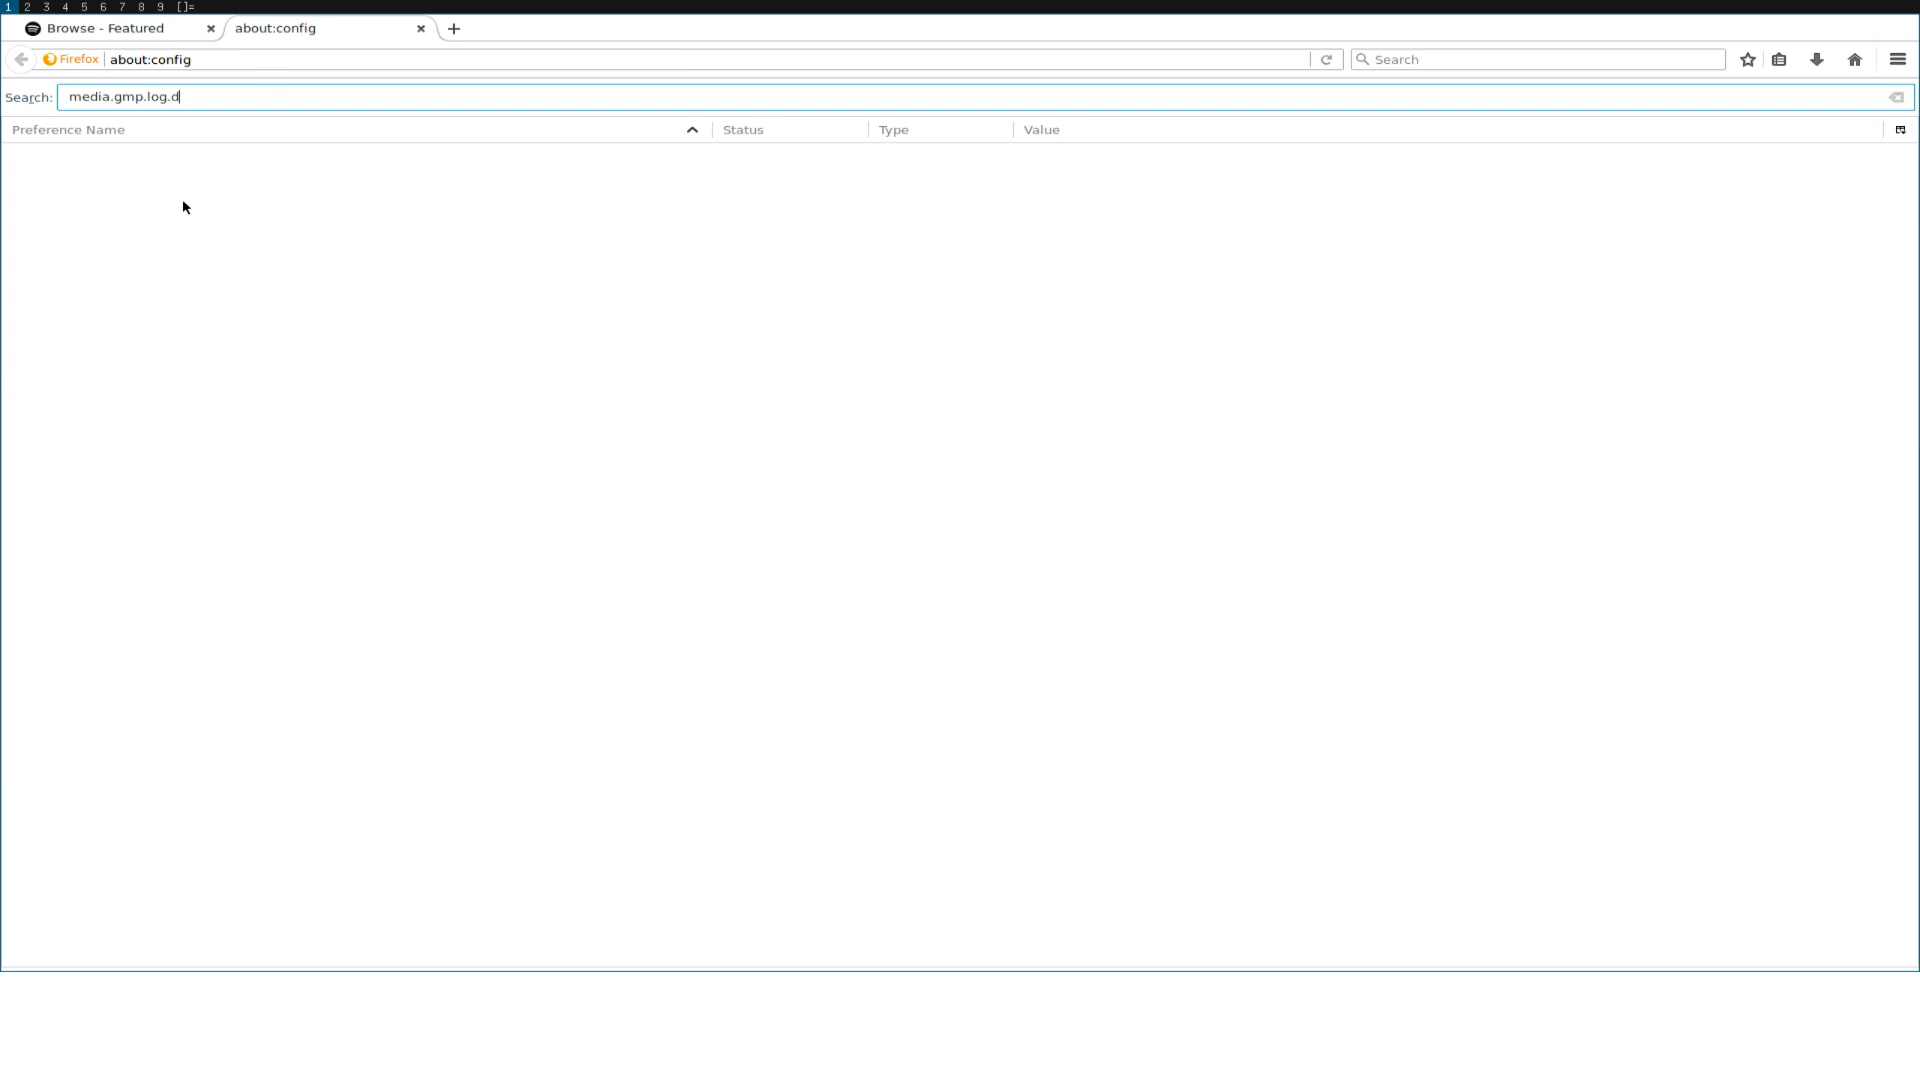 1 2 3 4 5 6 7 8 9 []=
Browse - Featured
about:config
Firefox
about:config
Search
Search:
media.gmp.log.d
Preference Name
Status
Type
Value